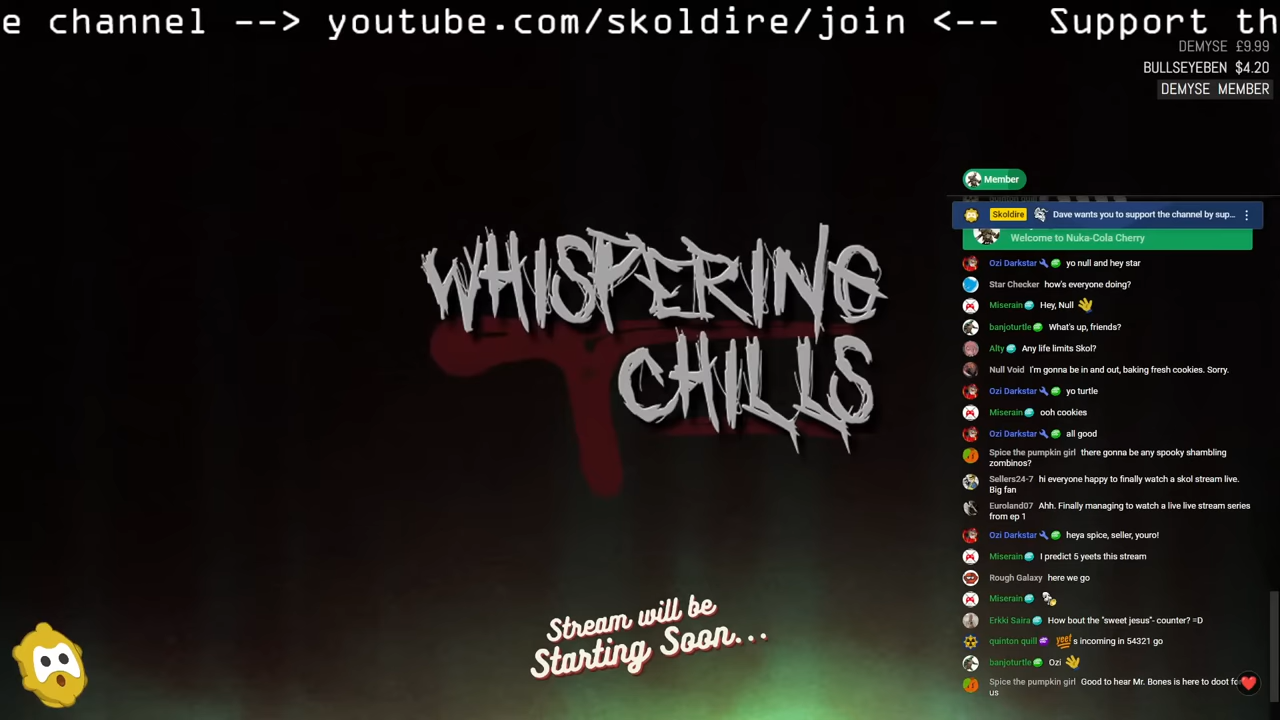 e channel --> youtube.com/skoldire/join <-- Support th
DEMYSE £9.99
BULLSEYEBEN $4.20
DEMYSE MEMBER
Member
Skoldire Dave wants you to support the channel by sup...
Welcome to Nuka-Cola Cherry
WHISPERING
CHILLS
Ozi Darkstar yo null and hey star
Star Checker how's everyone doing?
Miserain Hey, Null
banjoturtle What's up, friends?
Alty Any life limits Skol?
Null Void I'm gonna be in and out, baking fresh cookies. Sorry.
Ozi Darkstar yo turtle
Miserain ooh cookies
Ozi Darkstar all good
Spice the pumpkin girl there gonna be any spooky shambling
zombinos?
Sellers24-7 hi everyone happy to finally watch a skol stream live.
Big fan
Euroland07 Ahh. Finally managing to watch a live live stream series
from ep 1
Ozi Darkstar heya spice, seller, youro!
Miserain I predict 5 yeets this stream
Rough Galaxy here we go
Miserain
Erkki Saira How bout the "sweet jesus"- counter? =D
quinton quill yeet s incoming in 54321 go
banjoturtle Ozi
Spice the pumpkin girl Good to hear Mr. Bones is here to doot for
us
Stream will be
Starting Soon...